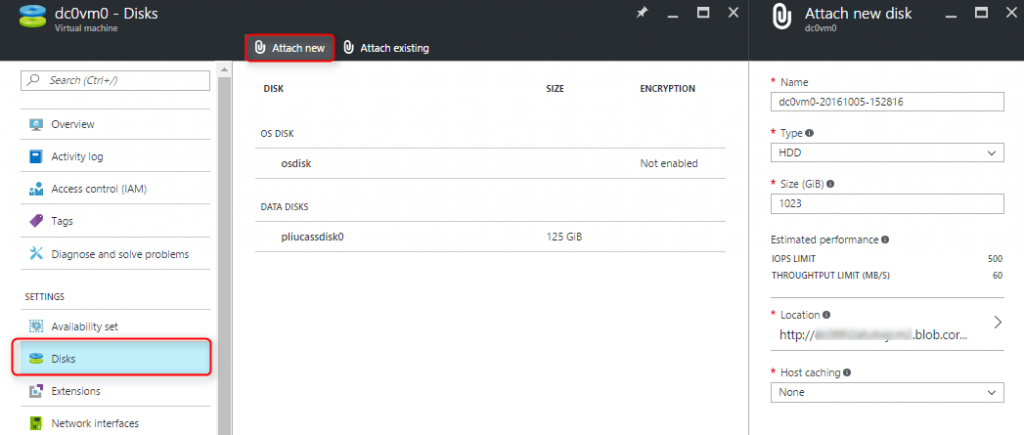 dc0vm0 - Disks
Virtual machine
Attach new
Attach existing
Search (Ctrl+/)
Overview
Activity log
Access control (IAM)
Tags
Diagnose and solve problems
SETTINGS
Availability set
Disks
Extensions
Network interfaces
DISK SIZE ENCRYPTION
OS DISK
osdisk Not enabled
DATA DISKS
pliucassdisk0 125 GiB
Attach new disk
dc0vm0
* Name
dc0vm0-20161005-152816
* Type
HDD
* Size (GiB)
1023
Estimated performance
IOPS LIMIT 500
THROUGHTPUT LIMIT (MB/S) 60
* Location
http:// .blob.cor...
* Host caching
None